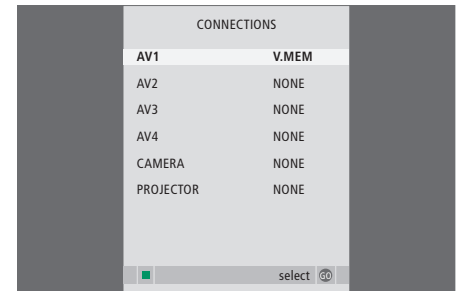 CONNECTIONS
AV1 V.MEM
AV2 NONE
AV3 NONE
AV4 NONE
CAMERA NONE
PROJECTOR NONE
select GO